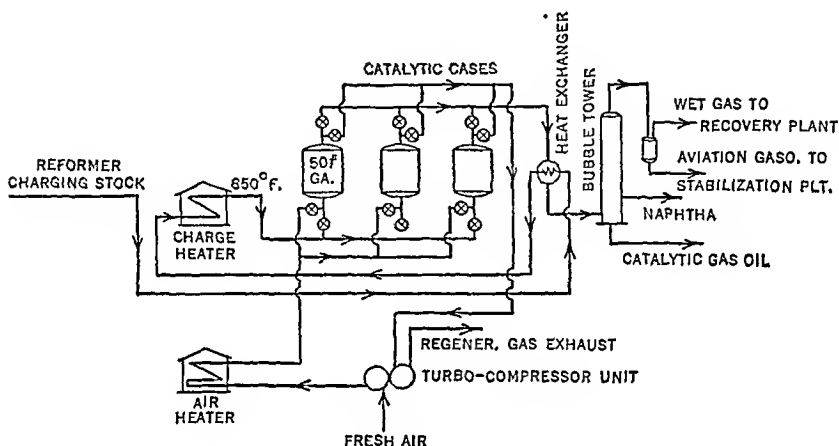 CATALYTIC CASES
HEAT EXCHANGER
BUBBLE TOWER
WET GAS TO
RECOVERY PLANT
AVIATION GASO. TO
STABILIZATION PLT.
NAPHTHA
CATALYTIC GAS OIL
REFORMER
CHARGING STOCK
850°F.
50#
GA.
CHARGE
HEATER
REGENER. GAS EXHAUST
TURBO-COMPRESSOR UNIT
AIR
HEATER
FRESH AIR